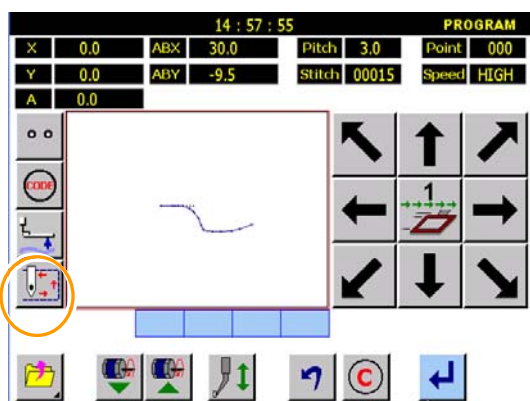 14 : 57 : 55 PROGRAM
X 0.0 ABX 30.0 Pitch 3.0 Point 000
Y 0.0 ABY -9.5 Stitch 00015 Speed HIGH
A 0.0
CODE
1
C